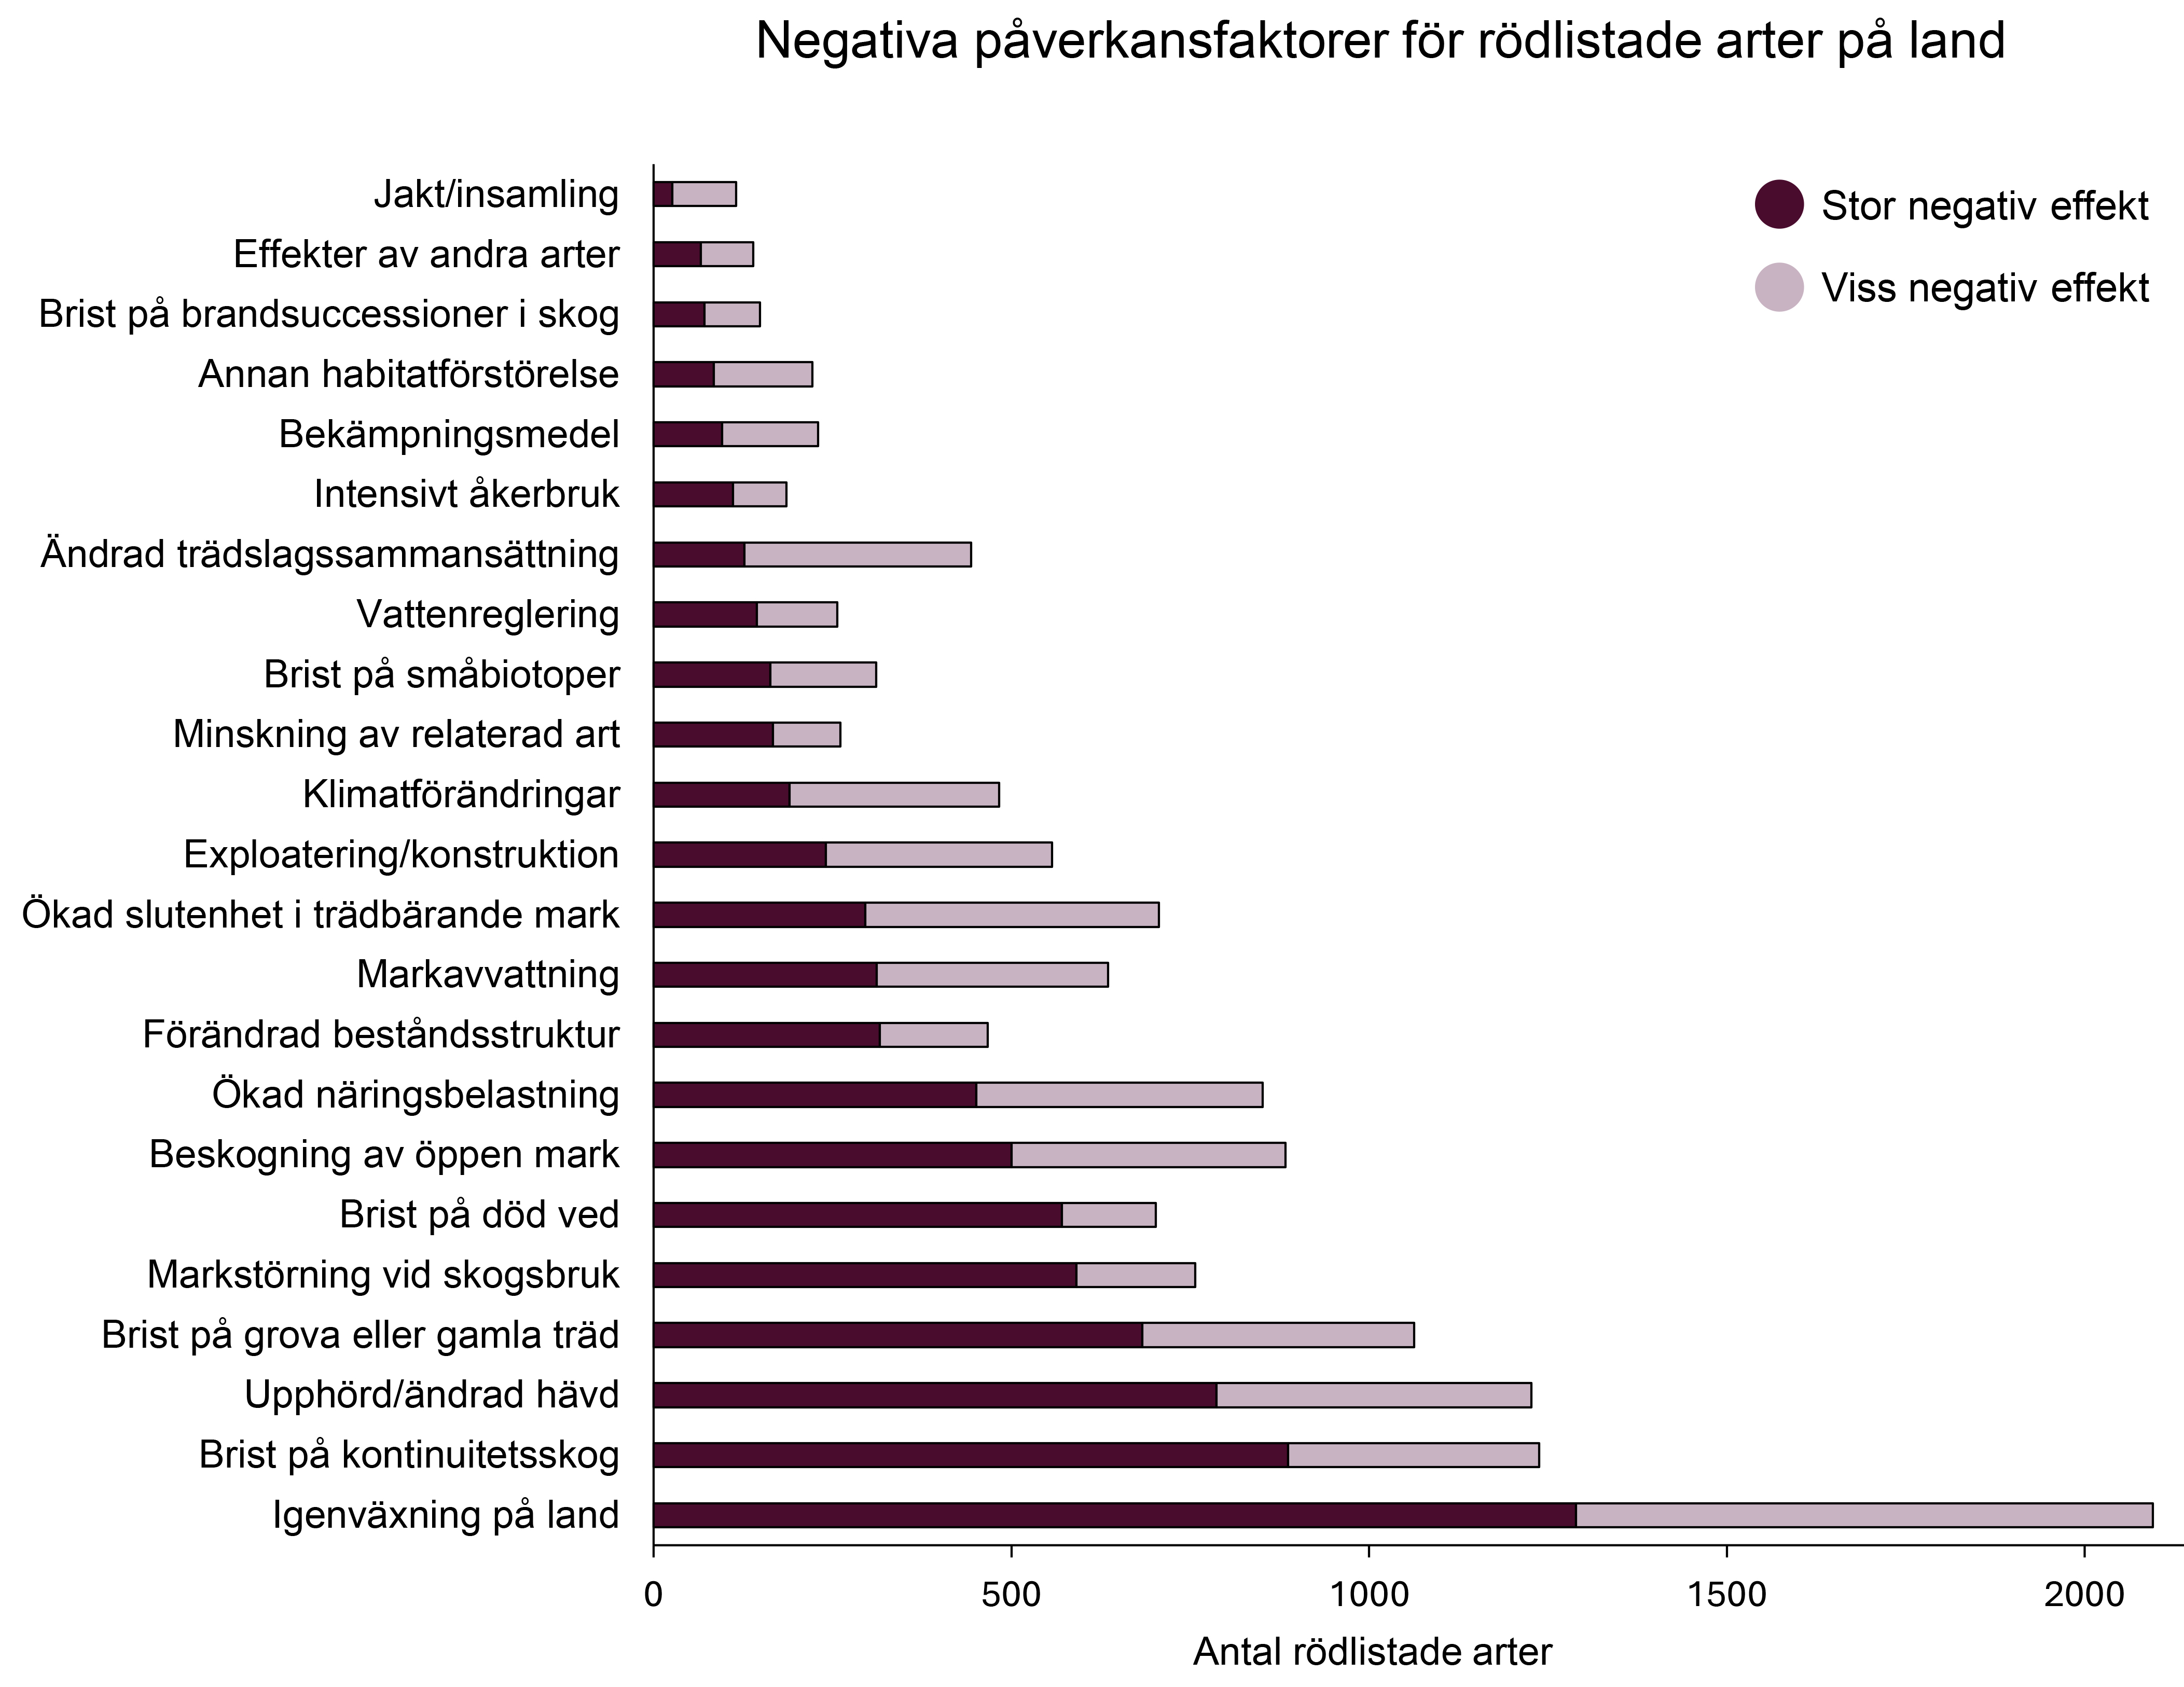 Negativa påverkansfaktorer för rödlistade arter på land
Stor negativ effekt
Viss negativ effekt
Jakt/insamling
Effekter av andra arter
Brist på brandsuccessioner i skog
Annan habitatförstörelse
Bekämpningsmedel
Intensivt åkerbruk
Ändrad trädslagssammansättning
Vattenreglering
Brist på småbiotoper
Minskning av relaterad art
Klimatförändringar
Exploatering/konstruktion
Ökad slutenhet i trädbärande mark
Markavvattning
Förändrad beståndsstruktur
Ökad näringsbelastning
Beskogning av öppen mark
Brist på död ved
Markstörning vid skogsbruk
Brist på grova eller gamla träd
Upphörd/ändrad hävd
Brist på kontinuitetsskog
Igenväxning på land
0 500 1000 1500 2000
Antal rödlistade arter